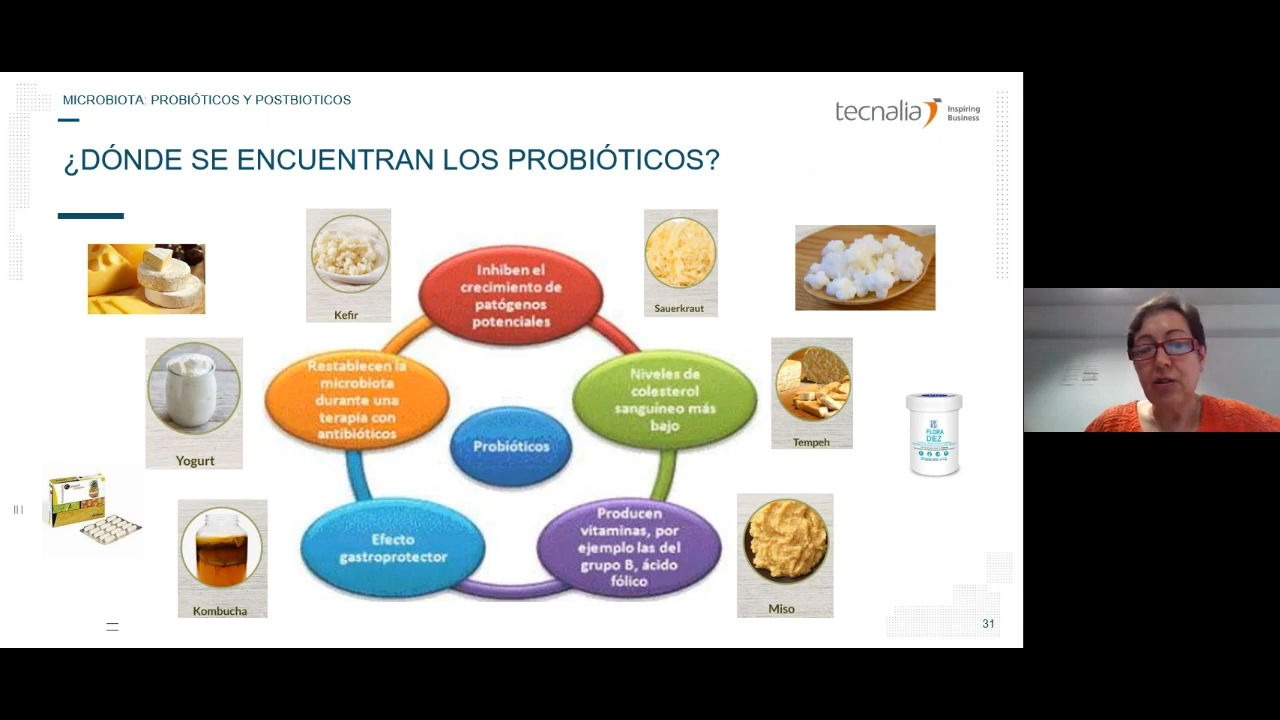 MICROBIOTA: PROBIÓTICOS Y POSTBIOTICOS
tecnalia
Inspiring
Business
¿DÓNDE SE ENCUENTRAN LOS PROBIÓTICOS?
Kefir
Inhiben el
crecimiento de
patógenos
potenciales
Sauerkraut
Restablecen la
microbiota
durante una
terapia con
antibióticos
Niveles de
colesterol
sanguíneo más
bajo
Probióticos
Yogurt
Tempeh
FLORA
DIEZ
Efecto
gastroprotector
Producen
vitaminas, por
ejemplo las del
grupo B, ácido
fólico
Kombucha
Miso
31